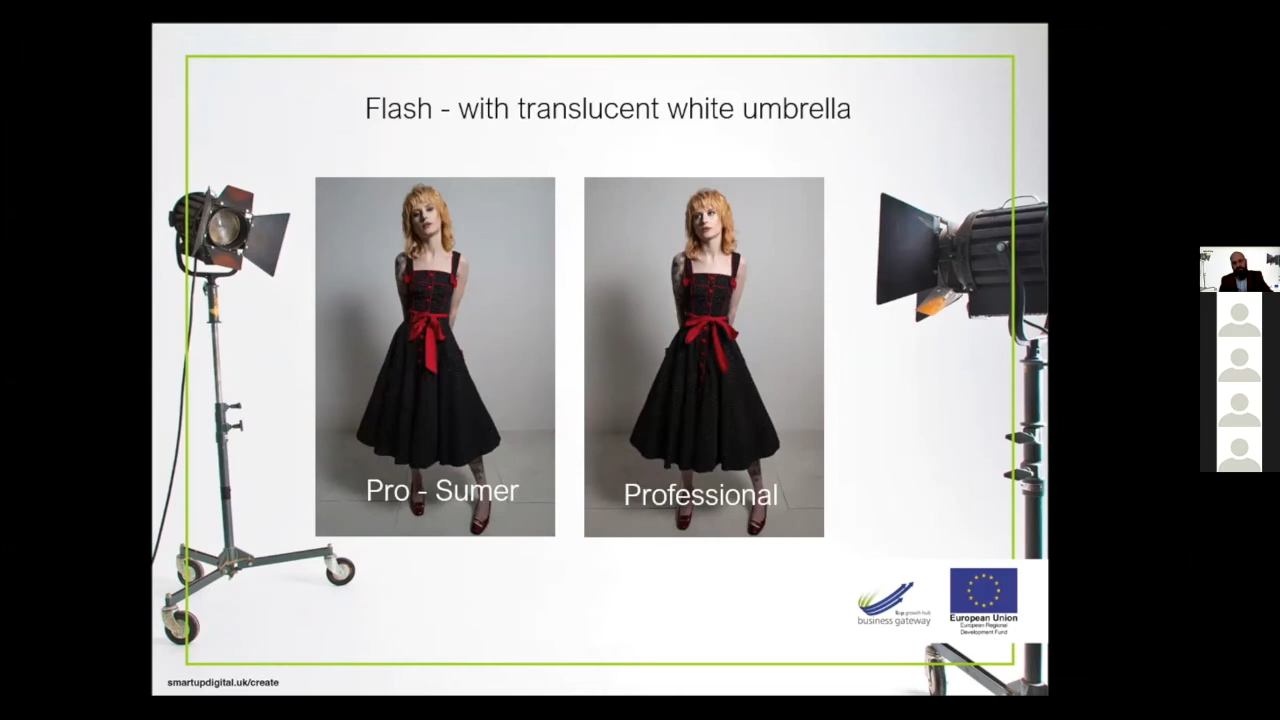 Flash - with translucent white umbrella
Pro - Sumer
Professional
business gateway
European Union
European Regional
Development Fund
smartupdigital.uk/create